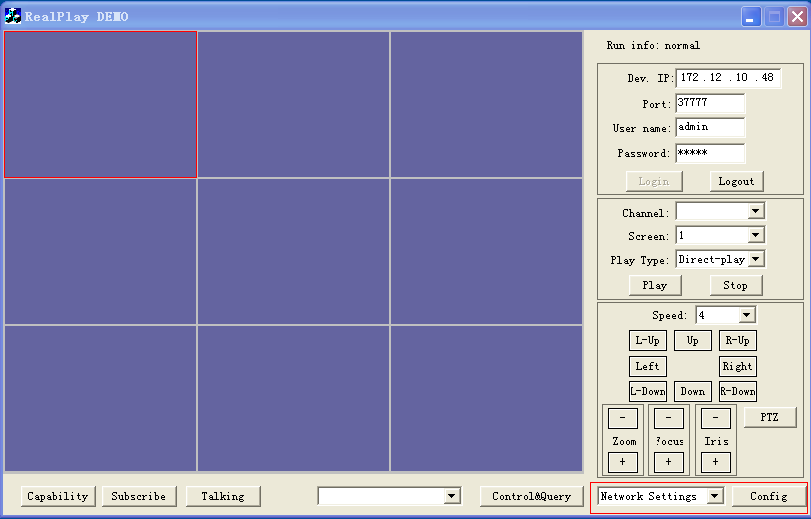 RealPlay DEMO
Run info: normal
Dev. IP: 172 . 12 . 10 . 48
Port: 37777
User name: admin
Password: *****
Login Logout
Channel:
Screen: 1
Play Type: Direct-play
Play Stop
Speed: 4
L-Up Up R-Up
Left Right
L-Down Down R-Down
- - - PTZ
Zoom Focus Iris
+ + +
Capability Subscribe Talking Control&Query Network Settings Config